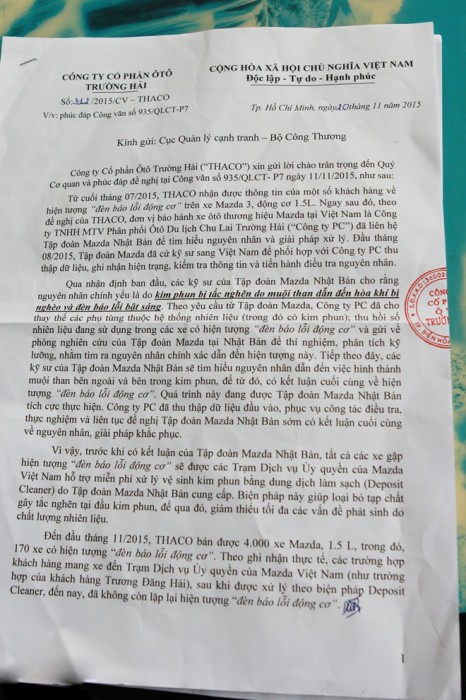 CÔNG TY CỔ PHẦN ÔTÔ
TRƯỜNG HẢI
CỘNG HÒA XÃ HỘI CHỦ NGHĨA VIỆT NAM
Độc lập - Tự do - Hạnh phúc
Số: /2015/CV – THACO
V/v: phúc đáp Công văn số 935/QLCT-P7
Tp. Hồ Chí Minh, ngày 20 tháng 11 năm 2015
Kính gửi: Cục Quản lý cạnh tranh – Bộ Công Thương
Công ty Cổ phần Ôtô Trường Hải ("THACO") xin gửi lời chào trân trọng đến Quý
Cơ quan và phúc đáp đề nghị tại Công văn số 935/QLCT- P7 ngày 11/11/2015, như sau:
Từ cuối tháng 07/2015, THACO nhận được thông tin của một số khách hàng về
hiện tượng "đèn báo lỗi động cơ" trên xe Mazda 3, động cơ 1.5L. Ngay sau đó, theo
đề nghị của THACO, đơn vị bảo hành xe ôtô thương hiệu Mazda tại Việt Nam là Công
ty TNHH MTV Phân phối Ôtô Du lịch Chu Lai Trường Hải ("Công ty PC") đã liên hệ
Tập đoàn Mazda Nhật Bản để tìm hiểu nguyên nhân và giải pháp xử lý. Đầu tháng
08/2015, Tập đoàn Mazda đã cử kỹ sư sang Việt Nam để phối hợp với Công ty PC thu
thập dữ liệu, ghi nhận hiện trạng, kiểm tra thông tin và tiến hành điều tra nguyên nhân.
Qua nhận định ban đầu, các kỹ sư của Tập đoàn Mazda Nhật Bản cho rằng
nguyên nhân chính yếu là do kim phun bị tắc nghẽn do muội than dẫn đến hòa khí bị
nghèo và đèn báo lỗi bật sáng. Theo yêu cầu từ Tập đoàn Mazda, Công ty PC đã cho
thay thế các phụ tùng thuộc hệ thống nhiên liệu (trong đó có kim phun); thu hồi số
nhiên liệu đang sử dụng trong các xe có hiện tượng "đèn báo lỗi động cơ" và gửi về
phòng nghiên cứu của Tập đoàn Mazda tại Nhật Bản để thí nghiệm, phân tích kỹ
lưỡng, nhằm tìm ra nguyên nhân chính xác dẫn đến hiện tượng này. Tiếp theo đây, các
kỹ sư của Tập đoàn Mazda Nhật Bản sẽ tìm hiểu nguyên nhân dẫn đến việc hình thành
muội than bên ngoài và bên trong kim phun, để từ đó, có kết luận cuối cùng về hiện
tượng "đèn báo lỗi động cơ". Quá trình này đang được Tập đoàn Mazda Nhật Bản
tích cực thực hiện. Công ty PC đã thu thập dữ liệu đầu vào, phục vụ công tác điều tra,
thực nghiệm và liên tục đề nghị Tập đoàn Mazda Nhật Bản sớm có kết luận cuối cùng
về nguyên nhân, giải pháp khắc phục.
Vì vậy, trước khi có kết luận của Tập đoàn Mazda Nhật Bản, tất cả các xe gặp
hiện tượng "đèn báo lỗi động cơ" sẽ được các Trạm Dịch vụ Ủy quyền của Mazda
Việt Nam hỗ trợ miễn phí xử lý vệ sinh kim phun bằng dung dịch làm sạch (Deposit
Cleaner) do Tập đoàn Mazda Nhật Bản cung cấp. Biện pháp này giúp loại bỏ tạp chất
gây tắc nghẽn tại đầu kim phun, để qua đó, giảm thiểu tối đa các vấn đề phát sinh do
chất lượng nhiên liệu.
Đến đầu tháng 11/2015, THACO bán được 4.000 xe Mazda, 1.5 L, trong đó,
170 xe có hiện tượng "đèn báo lỗi động cơ". Theo ghi nhận thực tế, các trường hợp
khách hàng mang xe đến Trạm Dịch vụ Ủy quyền của Mazda Việt Nam (như trường
hợp của khách hàng Trương Đăng Hải), sau khi được xử lý theo biện pháp Deposit
Cleaner, đến nay, đã không còn lặp lại hiện tượng "đèn báo lỗi động cơ".
1